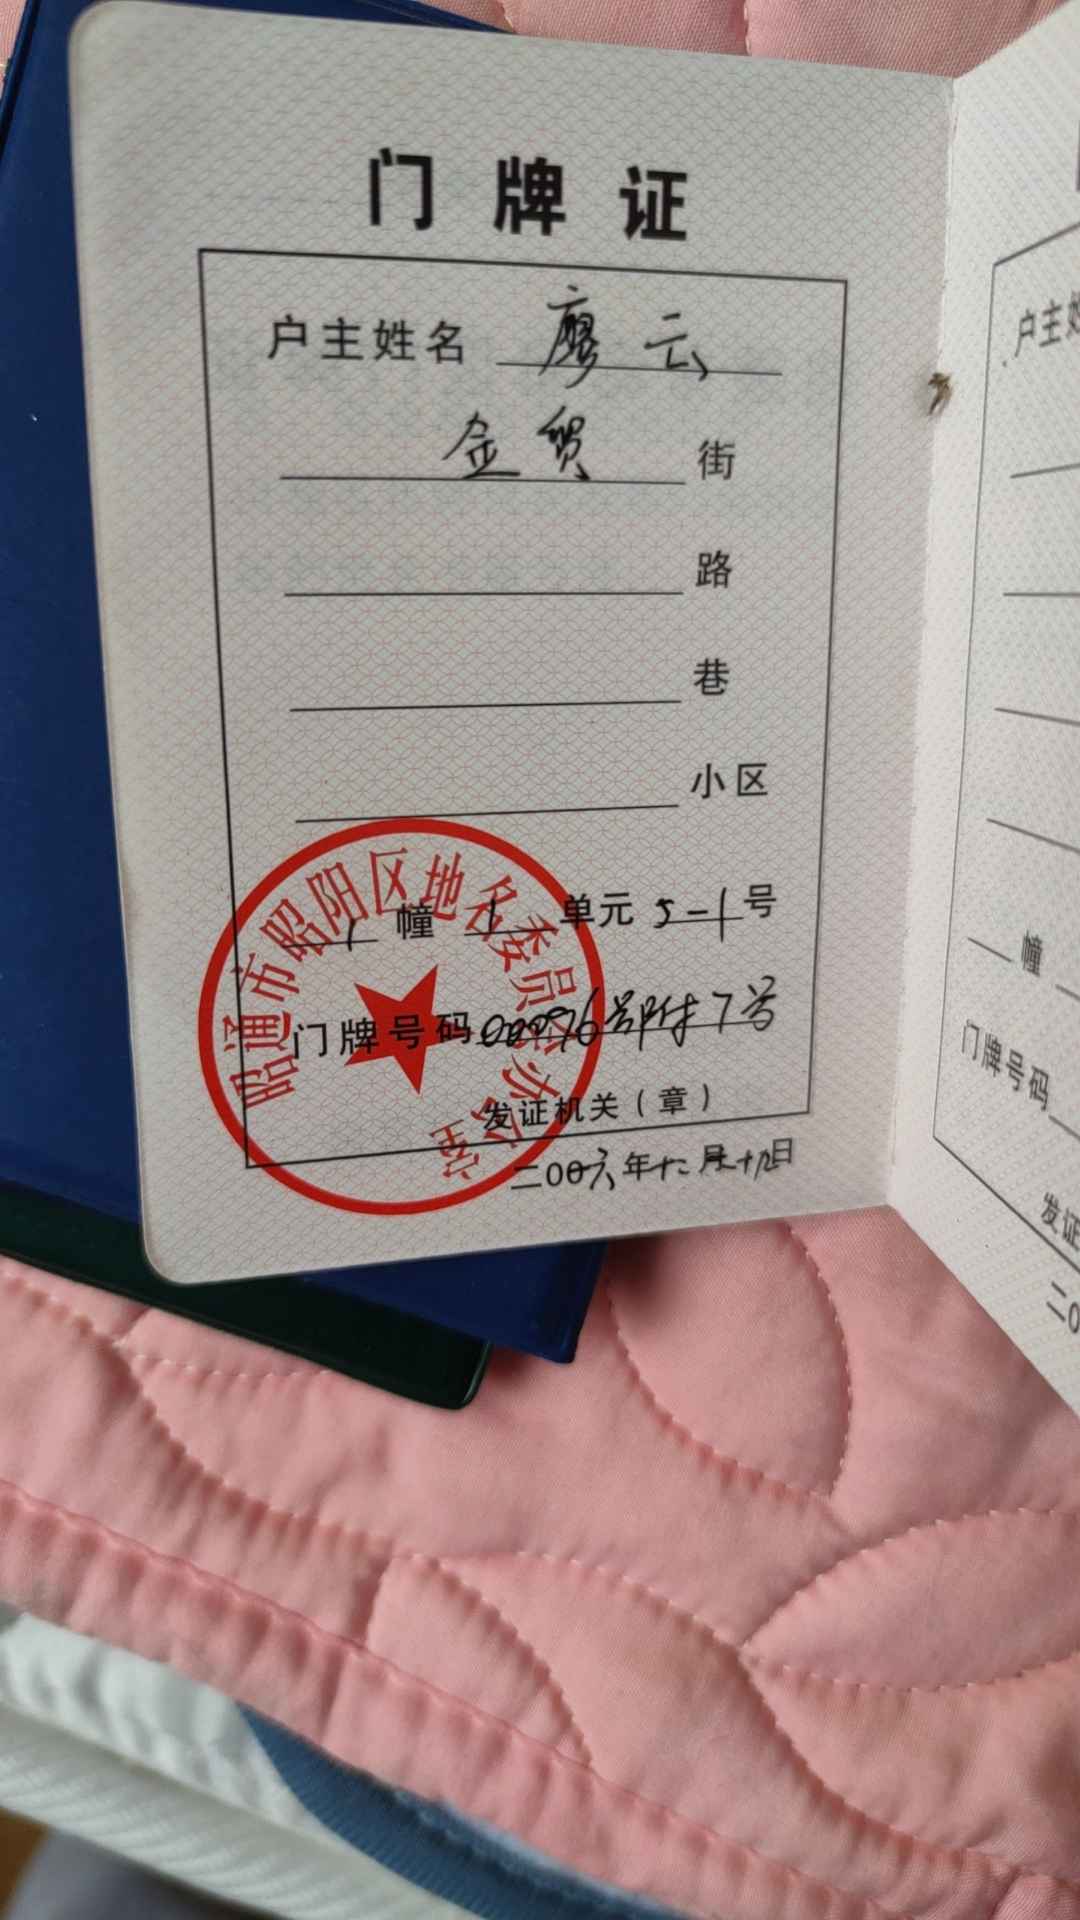 门牌证
户主姓名 廖云
金贸 街
路
巷
小区
1 幢 1 单元 5-1号
门牌号码 000976号附7号
发证机关（章）
二00六年十二月十九日
昭通市昭阳区地名委员会办公室
户主姓
幢
门牌号码
发证
二0